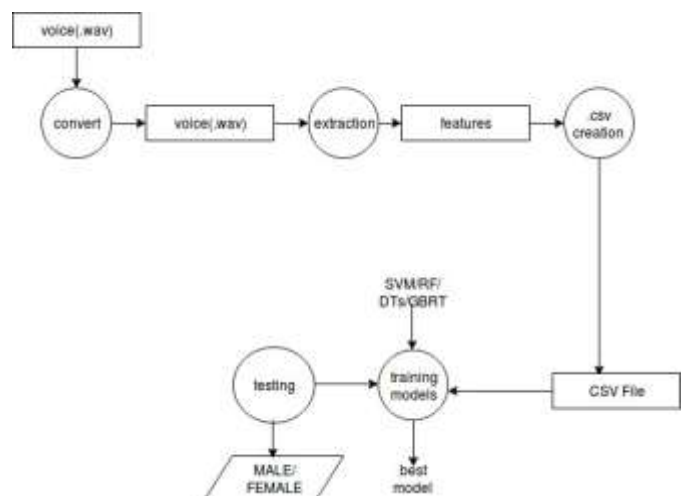 voice(.wav)
convert
voice(.wav)
extraction
features
.csv
creation
SVM/RF/
DTs/GBRT
testing
training
models
CSV File
MALE/
FEMALE
best
model